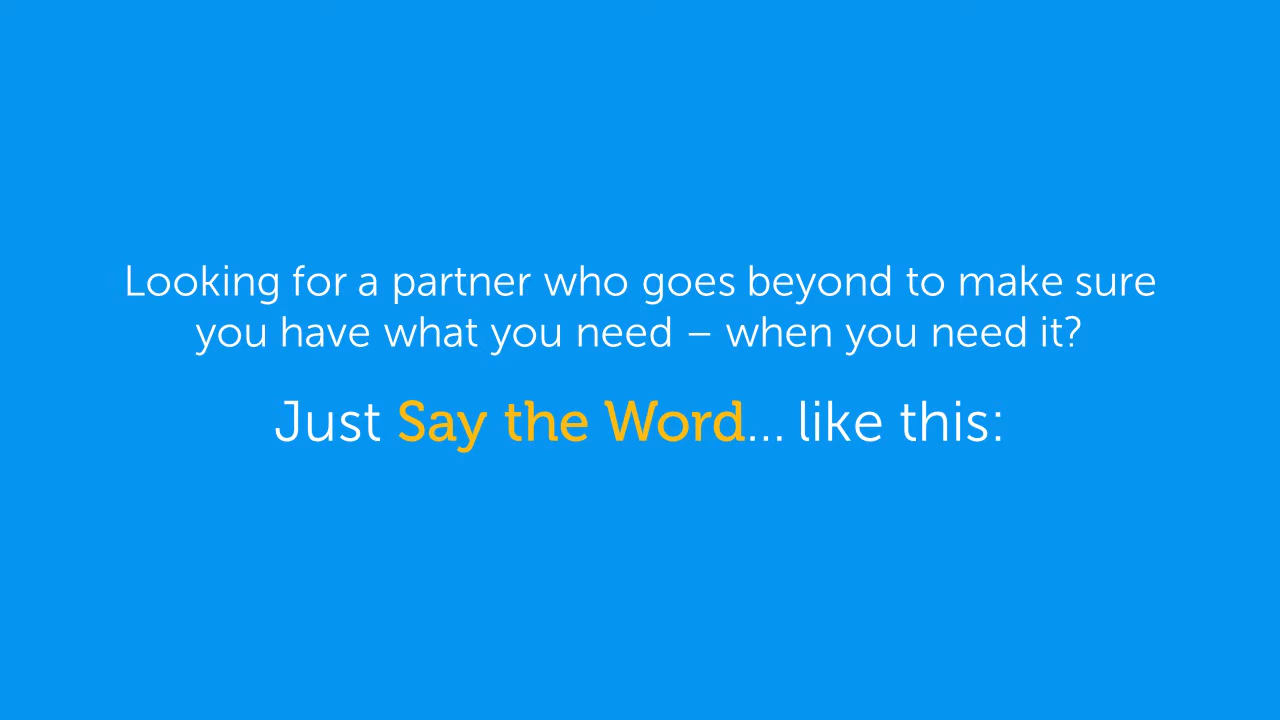 Looking for a partner who goes beyond to make sure
you have what you need – when you need it?
Just Say the Word... like this: